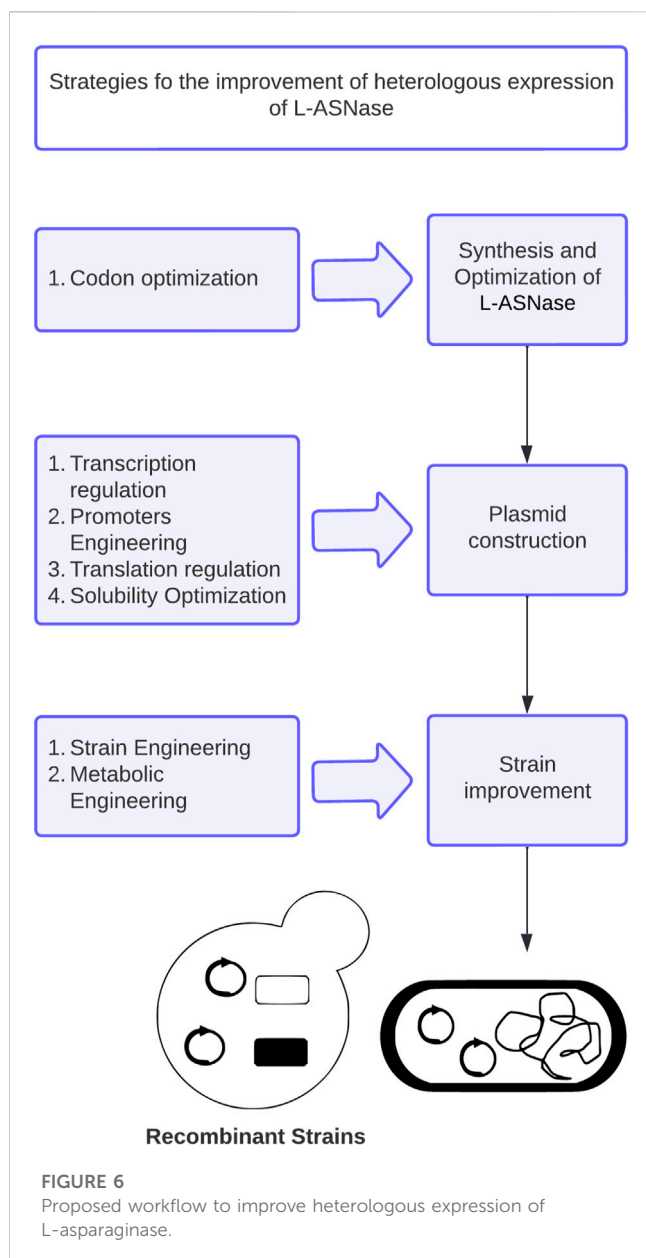 Strategies fo the improvement of heterologous expression
of L-ASNase
1. Codon optimization
Synthesis and
Optimization of
L-ASNase
1. Transcription
regulation
2. Promoters
Engineering
3. Translation regulation
4. Solubility Optimization
Plasmid
construction
1. Strain Engineering
2. Metabolic
Engineering
Strain
improvement
Recombinant Strains
FIGURE 6
Proposed workflow to improve heterologous expression of
L-asparaginase.